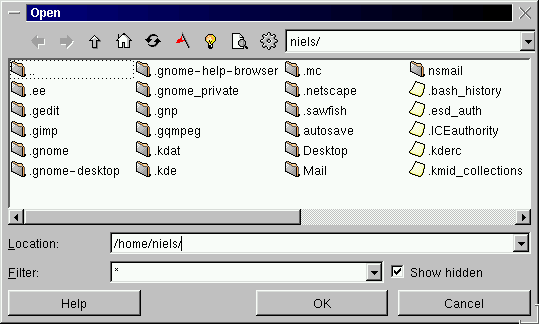 Open
niels/
.. .gnome-help-browser .mc nsmail
.ee .gnome_private .netscape .bash_history
.gedit .gnp .sawfish .esd_auth
.gimp .gqmpeg autosave .ICEauthority
.gnome .kdat Desktop .kderc
.gnome-desktop .kde Mail .kmid_collections
Location: /home/niels/
Filter: * Show hidden
Help OK Cancel